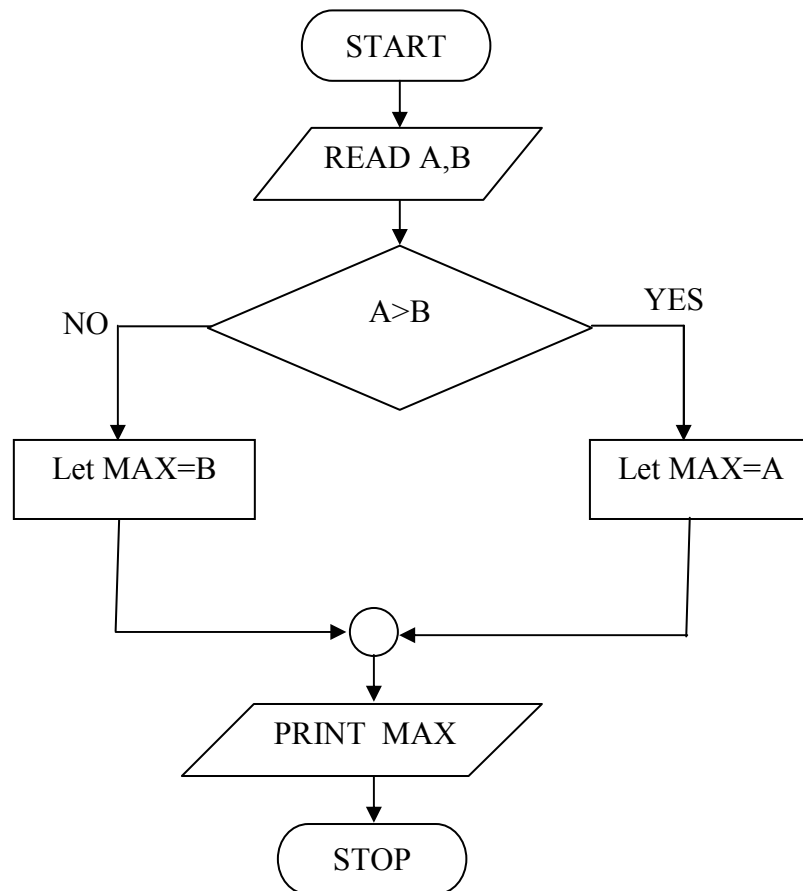 START
READ A,B
A>B
NO
YES
Let MAX=B
Let MAX=A
PRINT  MAX
STOP